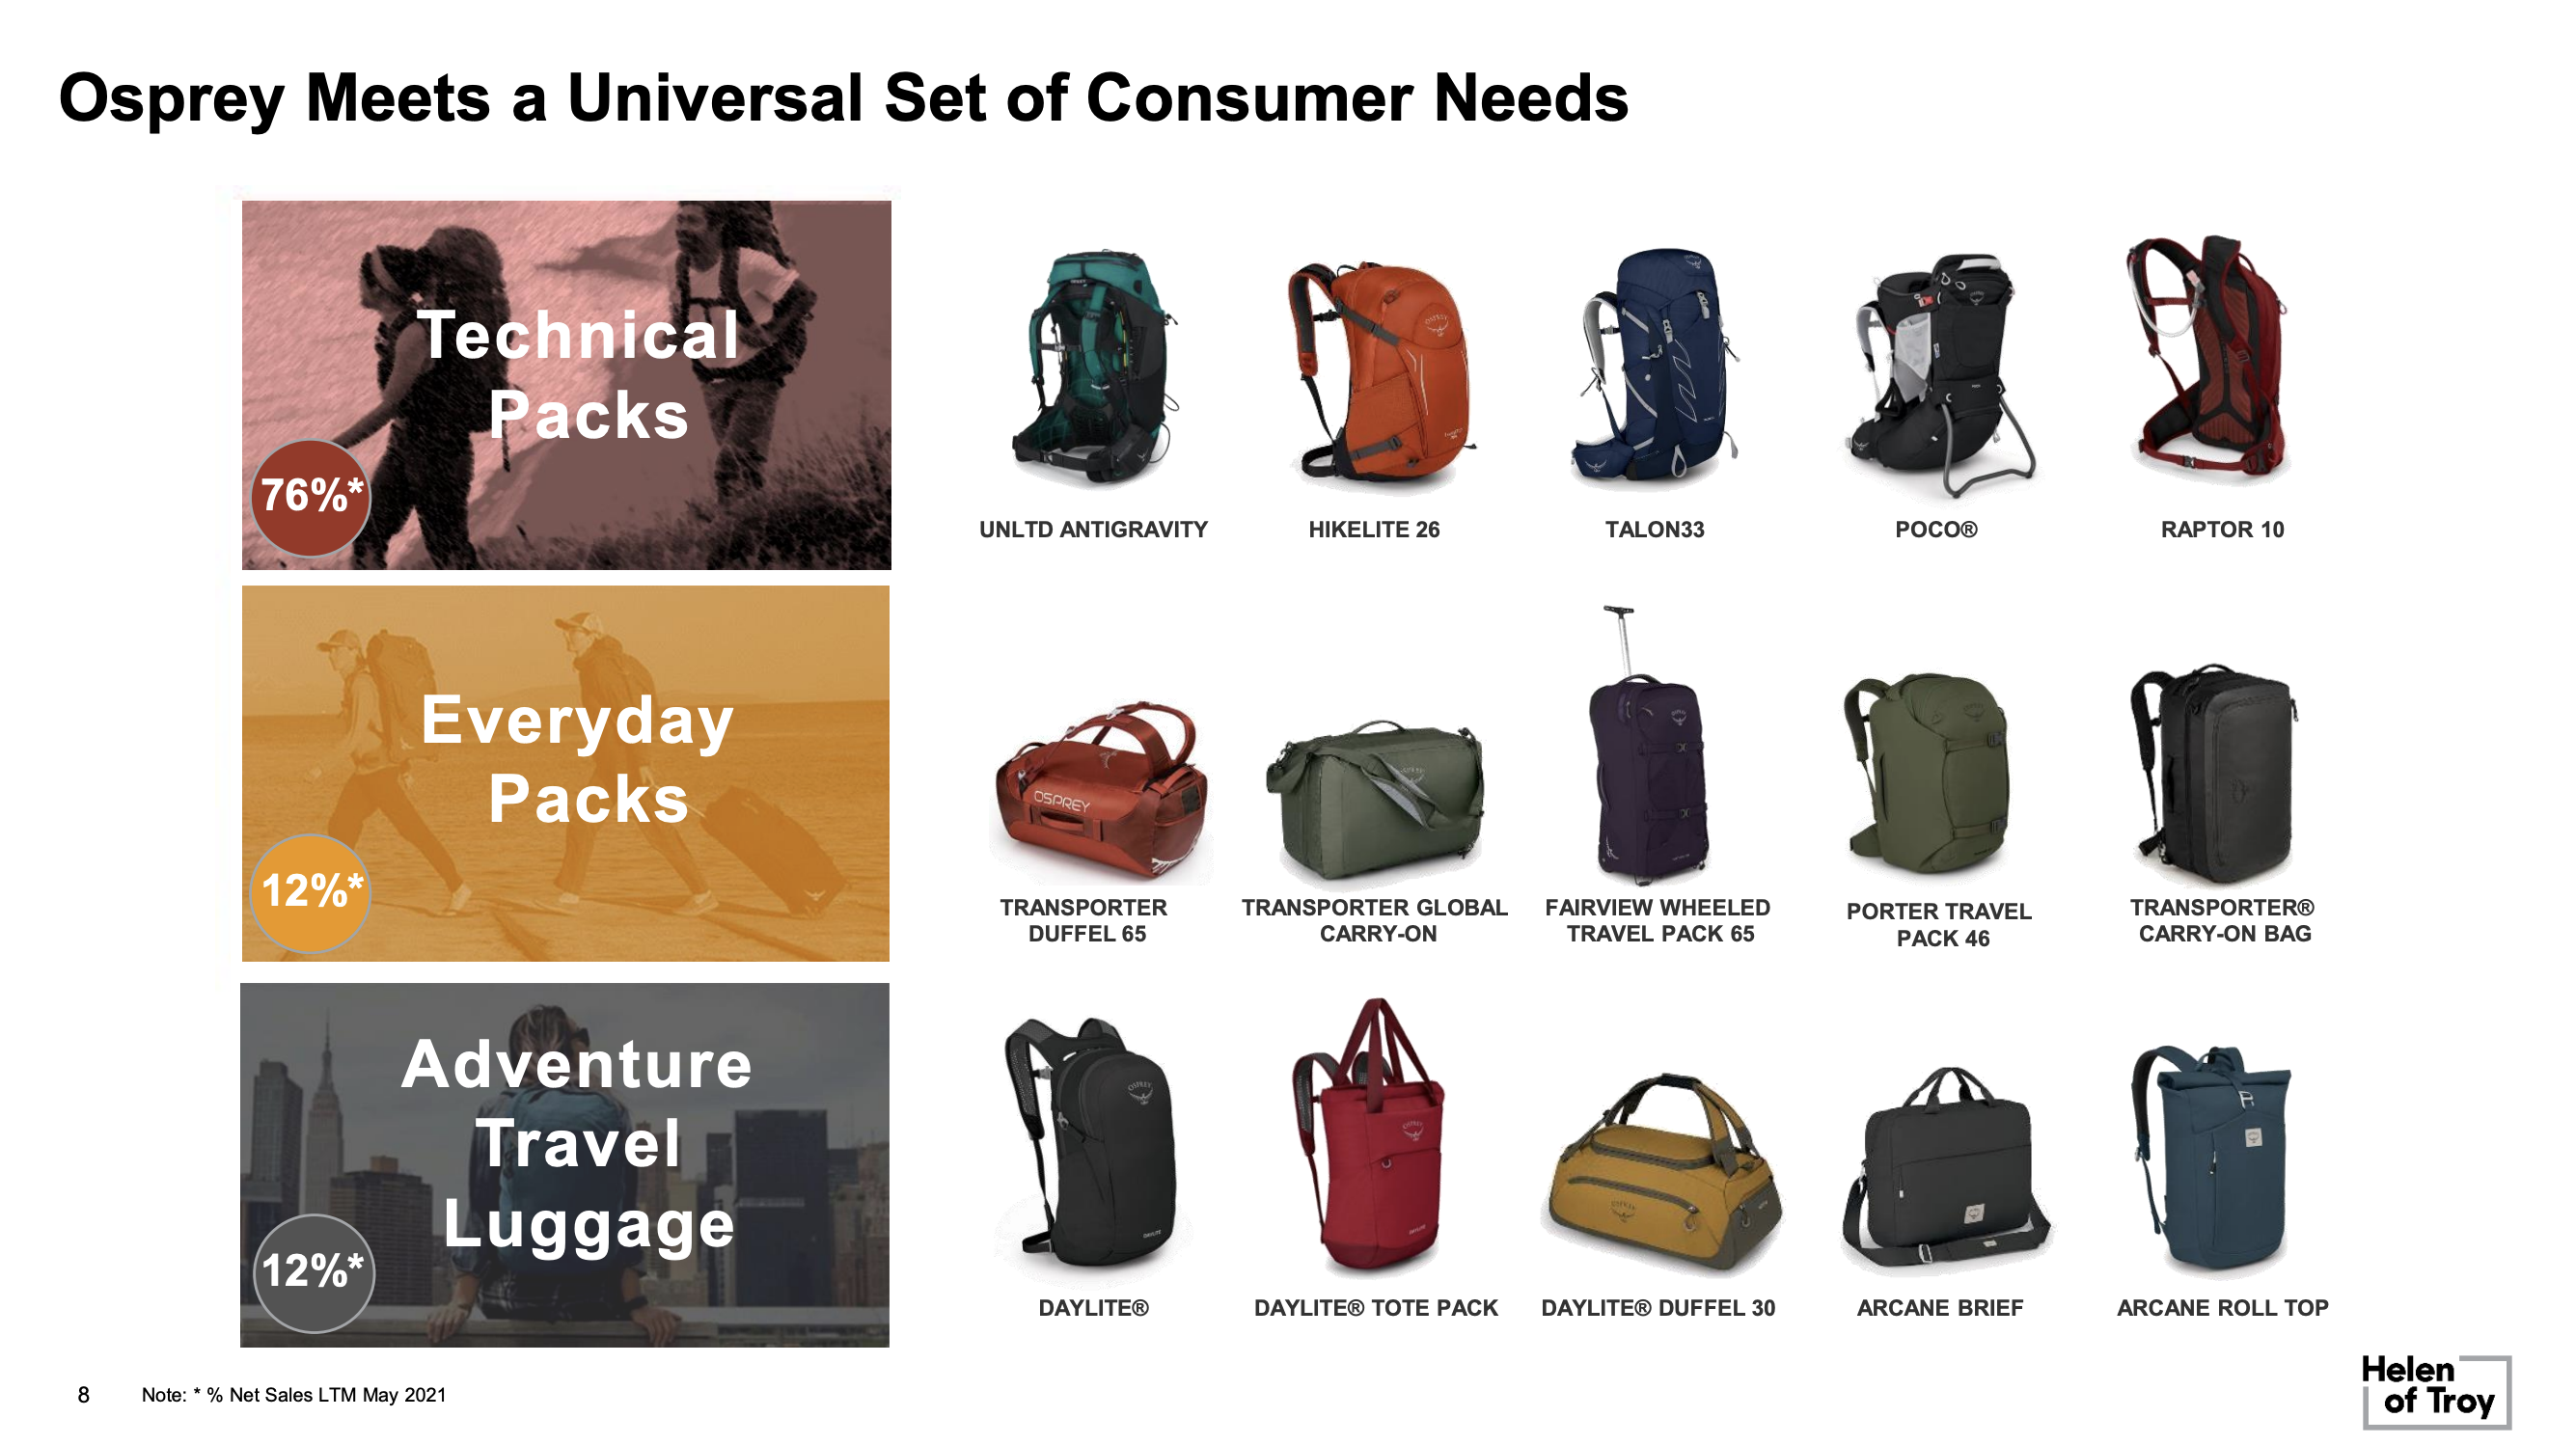 Osprey Meets a Universal Set of Consumer Needs
Technical
Packs
76%*
UNLTD ANTIGRAVITY
HIKELITE 26
TALON33
POCO®
RAPTOR 10
Everyday
Packs
12%*
OSPREY
TRANSPORTER
DUFFEL 65
TRANSPORTER GLOBAL
CARRY-ON
FAIRVIEW WHEELED
TRAVEL PACK 65
PORTER TRAVEL
PACK 46
TRANSPORTER®
CARRY-ON BAG
Adventure
Travel
Luggage
12%*
DAYLITE®
DAYLITE® TOTE PACK
DAYLITE® DUFFEL 30
ARCANE BRIEF
ARCANE ROLL TOP
8
Note: * % Net Sales LTM May 2021
Helen
of Troy